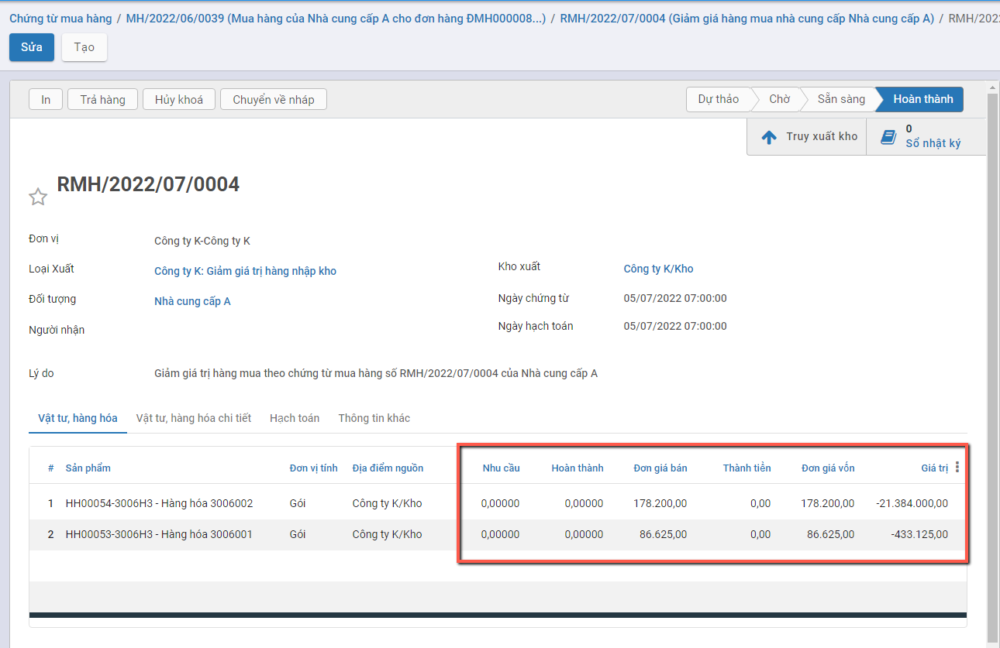 Chứng từ mua hàng / MH/2022/06/0039 (Mua hàng của Nhà cung cấp A cho đơn hàng ĐMH000008...) / RMH/2022/07/0004 (Giảm giá hàng mua nhà cung cấp Nhà cung cấp A) / RMH/202
Sửa Tạo
In Trả hàng Hủy khoá Chuyển về nháp Dự thảo Chờ Sẵn sàng Hoàn thành
Truy xuất kho 0 Sổ nhật ký
RMH/2022/07/0004
Đơn vị Công ty K-Công ty K
Loại Xuất Công ty K: Giảm giá trị hàng nhập kho Kho xuất Công ty K/Kho
Đối tượng Nhà cung cấp A Ngày chứng từ 05/07/2022 07:00:00
Người nhận Ngày hạch toán 05/07/2022 07:00:00
Lý do Giảm giá trị hàng mua theo chứng từ mua hàng số RMH/2022/07/0004 của Nhà cung cấp A
Vật tư, hàng hóa Vật tư, hàng hóa chi tiết Hạch toán Thông tin khác
# Sản phẩm Đơn vị tính Địa điểm nguồn Nhu cầu Hoàn thành Đơn giá bán Thành tiền Đơn giá vốn Giá trị
1 HH00054-3006H3 - Hàng hóa 3006002 Gói Công ty K/Kho 0,00000 0,00000 178.200,00 0,00 178.200,00 -21.384.000,00
2 HH00053-3006H3 - Hàng hóa 3006001 Gói Công ty K/Kho 0,00000 0,00000 86.625,00 0,00 86.625,00 -433.125,00